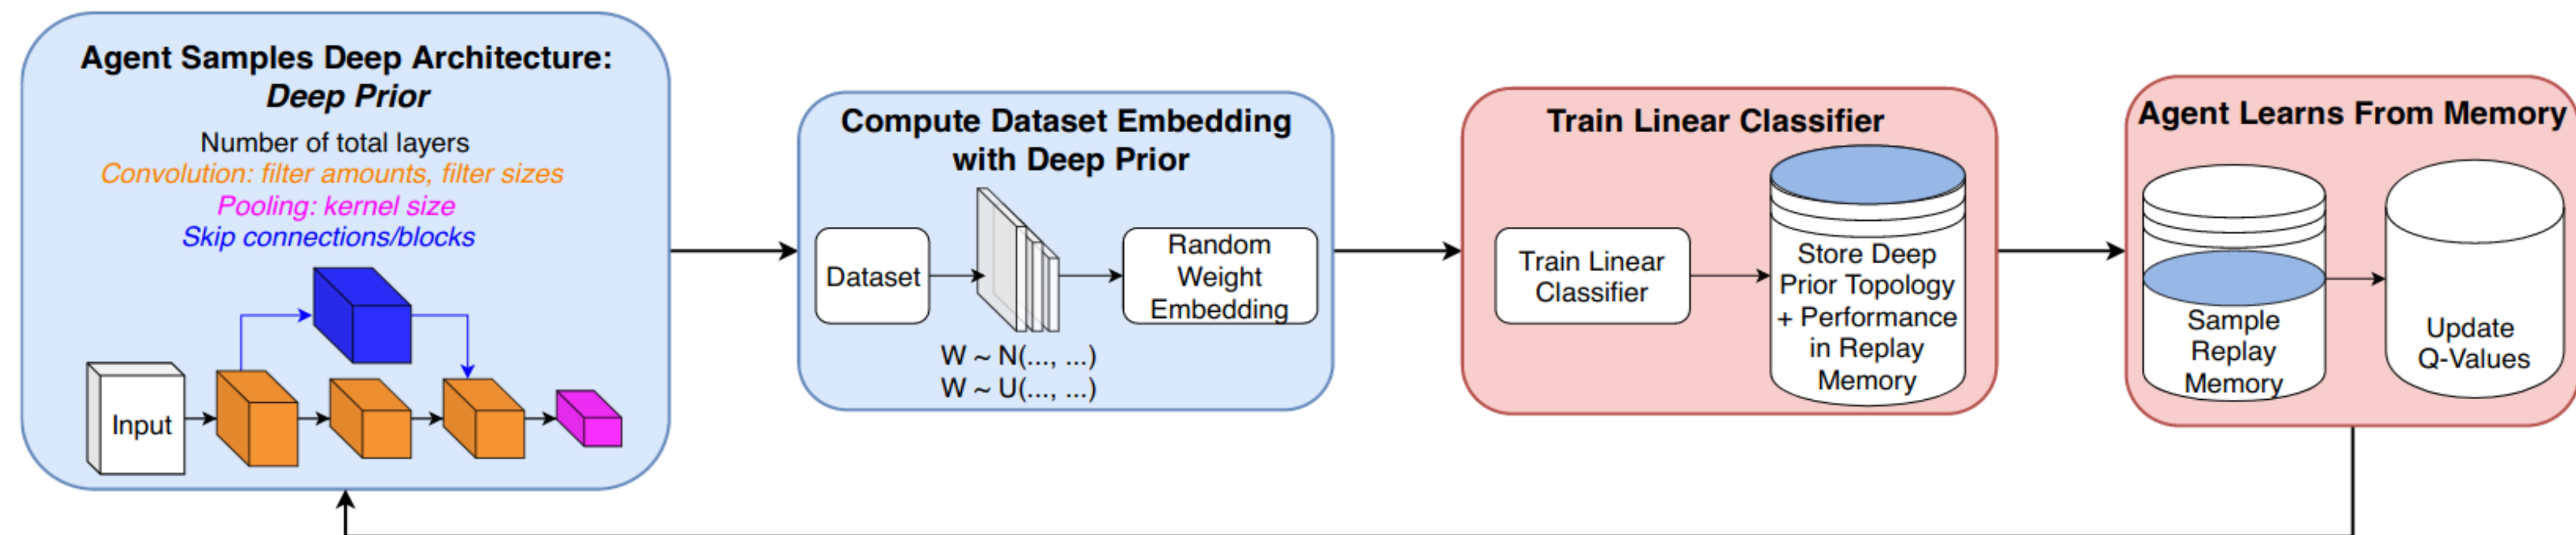 Agent Samples Deep Architecture:
Deep Prior
Number of total layers
Convolution: filter amounts, filter sizes
Pooling: kernel size
Skip connections/blocks
Input
Compute Dataset Embedding
with Deep Prior
Dataset
Random
Weight
Embedding
W ~ N(..., ...)
W ~ U(..., ...)
Train Linear Classifier
Train Linear
Classifier
Store Deep
Prior Topology
+ Performance
in Replay
Memory
Agent Learns From Memory
Sample
Replay
Memory
Update
Q-Values